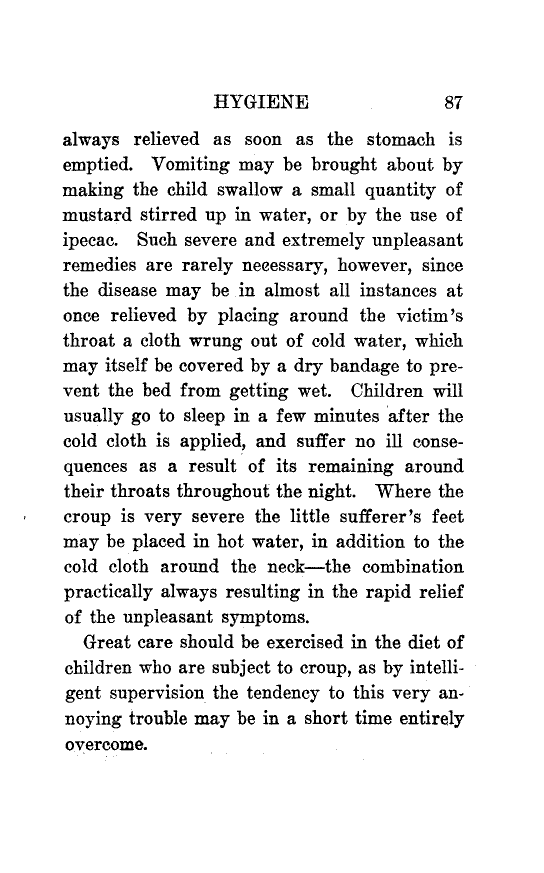 HYGIENE 87
always relieved as soon as the stomach is
emptied. Vomiting may be brought about by
making the child swallow a small quantity of
mustard stirred up in water, or by the use of
ipecac. Such severe and extremely unpleasant
remedies are rarely necessary, however, since
the disease may be in almost all instances at
once relieved by placing around the victim's
throat a cloth wrung out of cold water, which
may itself be covered by a dry bandage to pre-
vent the bed from getting wet. Children will
usually go to sleep in a few minutes after the
cold cloth is applied, and suffer no ill conse-
quences as a result of its remaining around
their throats throughout the night. Where the
croup is very severe the little sufferer's feet
may be placed in hot water, in addition to the
cold cloth around the neck—the combination
practically always resulting in the rapid relief
of the unpleasant symptoms.
Great care should be exercised in the diet of
children who are subject to croup, as by intelli-
gent supervision the tendency to this very an-
noying trouble may be in a short time entirely
overcome.